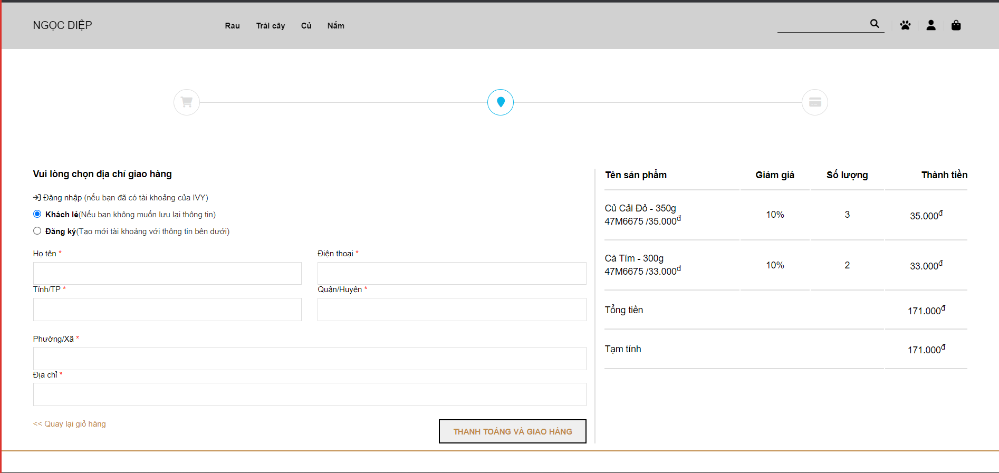 NGỌC DIỆP
Rau Trái cây Củ Nấm
Vui lòng chọn địa chỉ giao hàng
Đăng nhập (nếu bạn đã có tài khoảng của IVY)
Khách lẻ(Nếu bạn không muốn lưu lại thông tin)
Đăng ký(Tạo mới tài khoảng với thông tin bên dưới)
Họ tên * Điện thoại *
Tỉnh/TP * Quận/Huyện *
Phường/Xã *
Địa chỉ *
<< Quay lại giỏ hàng
THANH TOÁNG VÀ GIAO HÀNG
Tên sản phẩm Giảm giá Số lượng Thành tiền
Củ Cải Đỏ - 350g
47M6675 /35.000đ 10% 3 35.000đ
Cà Tím - 300g
47M6675 /33.000đ 10% 2 33.000đ
Tổng tiền 171.000đ
Tạm tính 171.000đ